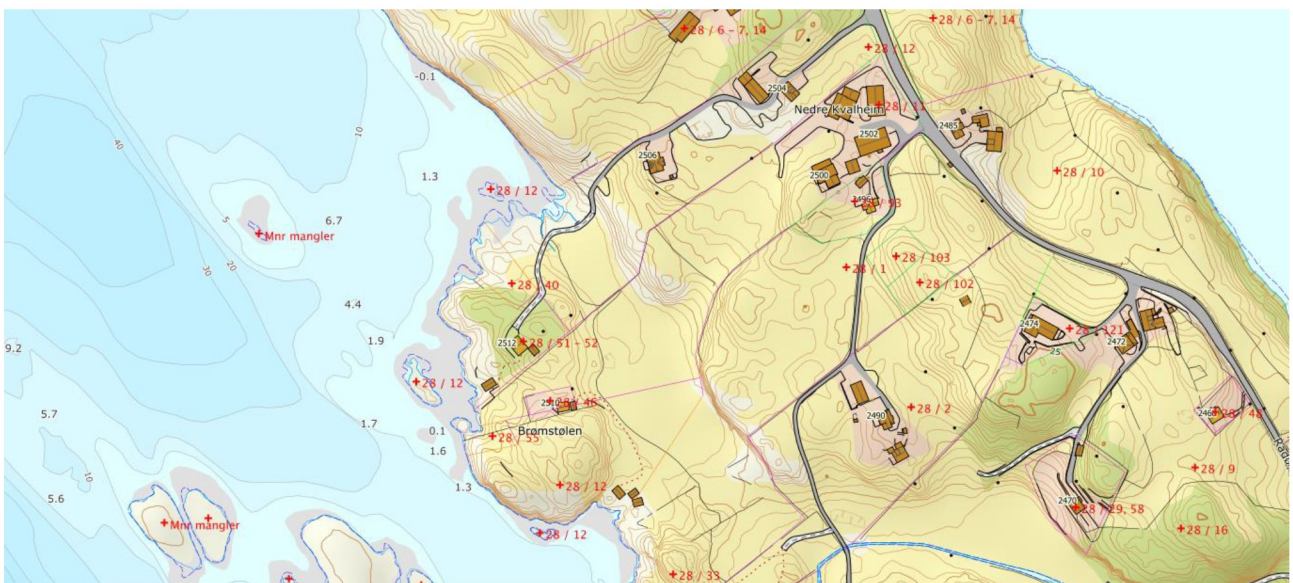 28 / 6 - 7, 14
28 / 6 - 7, 14
28 / 12
-0.1
2504
Nedre Kvalheim
28 / 11
10
40
2485
2502
2506
1.3
28 / 10
2500
28 / 12
5
6.7
Mnr mangler
28 / 103
28 / 1
20
30
28 / 40
28 / 102
4.4
2474
28 / 121
1.9
2512
28 / 51 - 52
2472
9.2
25
28 / 12
2510
28 / 46
28 / 2
5.7
2490
28 / 48
1.7
0.1
Brømstølen
28 / 55
1.6
28 / 9
10
1.3
28 / 12
5.6
2470
28 / 29, 58
Mnr mangler
28 / 12
28 / 16
28 / 33